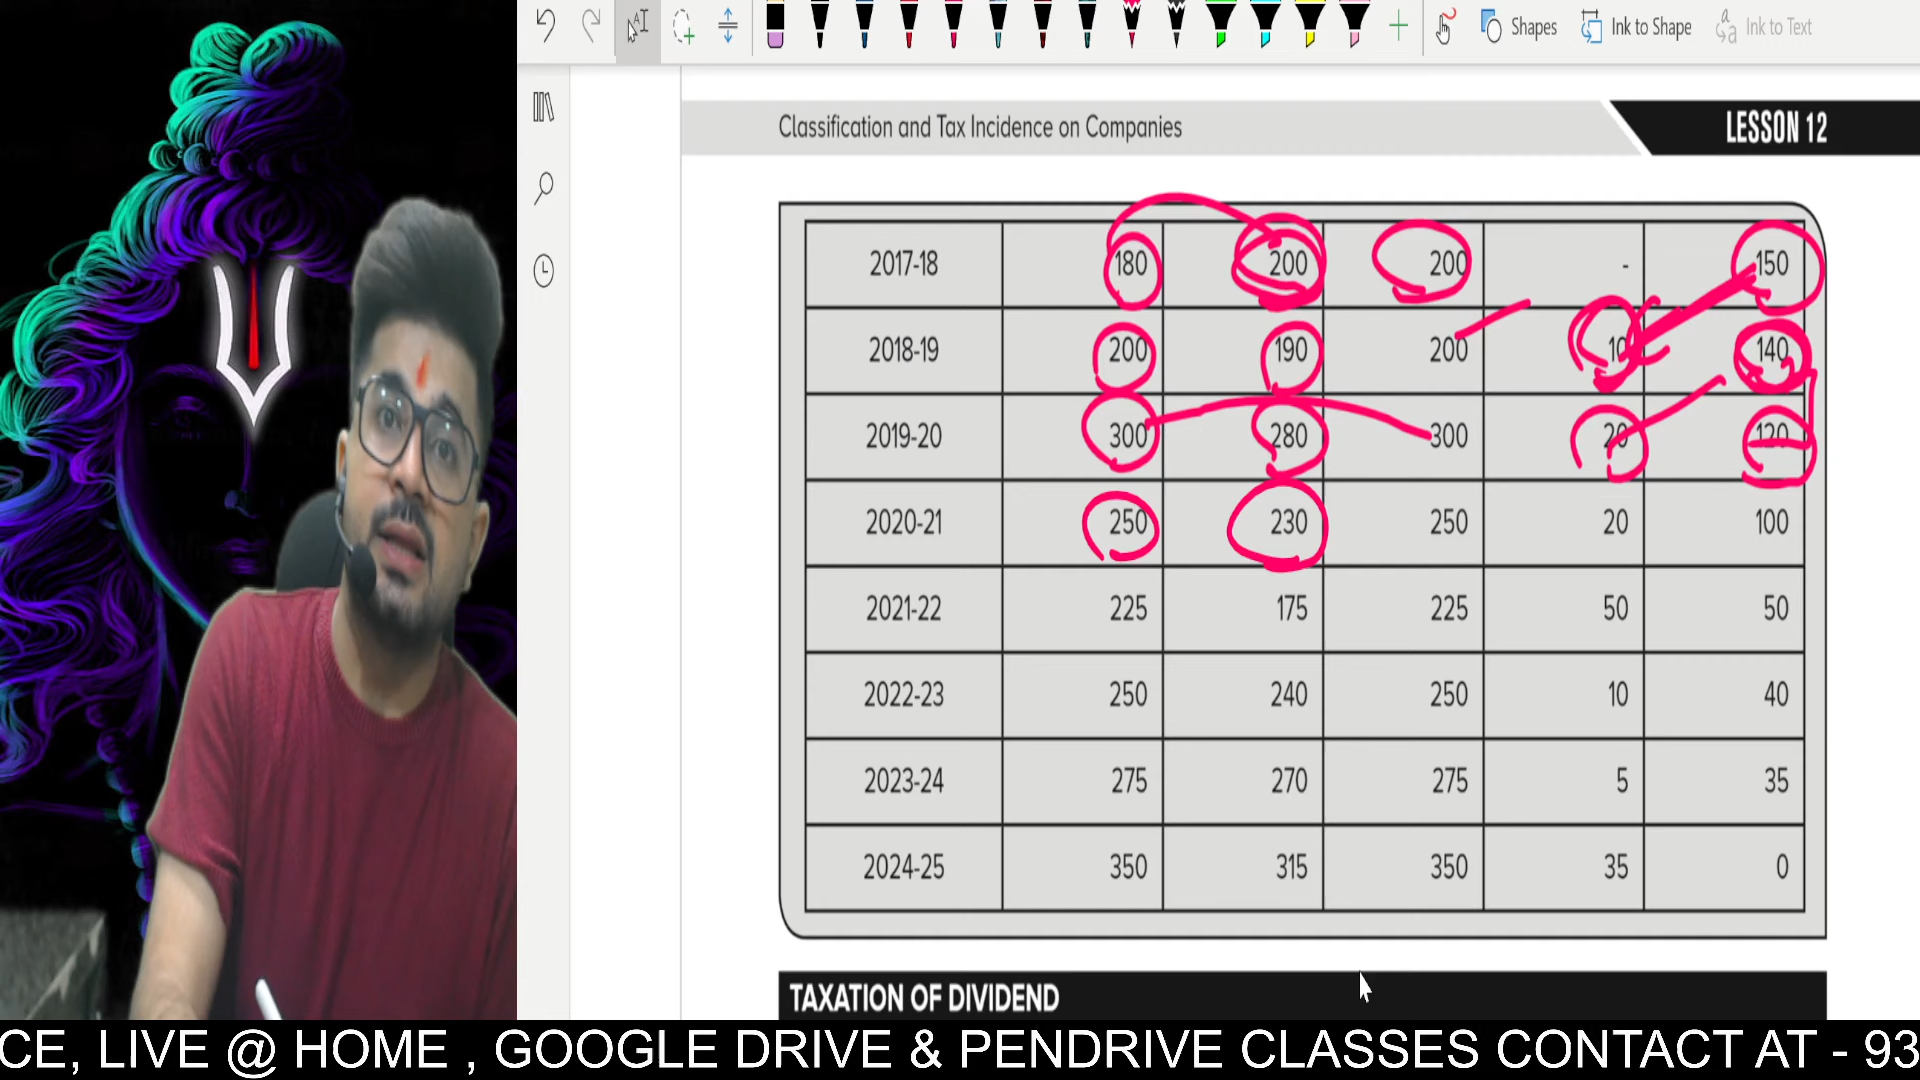 Shapes Ink to Shape Ink to Text
Classification and Tax Incidence on Companies LESSON 12
2017-18 180 200 200 - 150
2018-19 200 190 200 10 140
2019-20 300 280 300 20 120
2020-21 250 230 250 20 100
2021-22 225 175 225 50 50
2022-23 250 240 250 10 40
2023-24 275 270 275 5 35
2024-25 350 315 350 35 0
TAXATION OF DIVIDEND
CE, LIVE @ HOME , GOOGLE DRIVE & PENDRIVE CLASSES CONTACT AT - 93